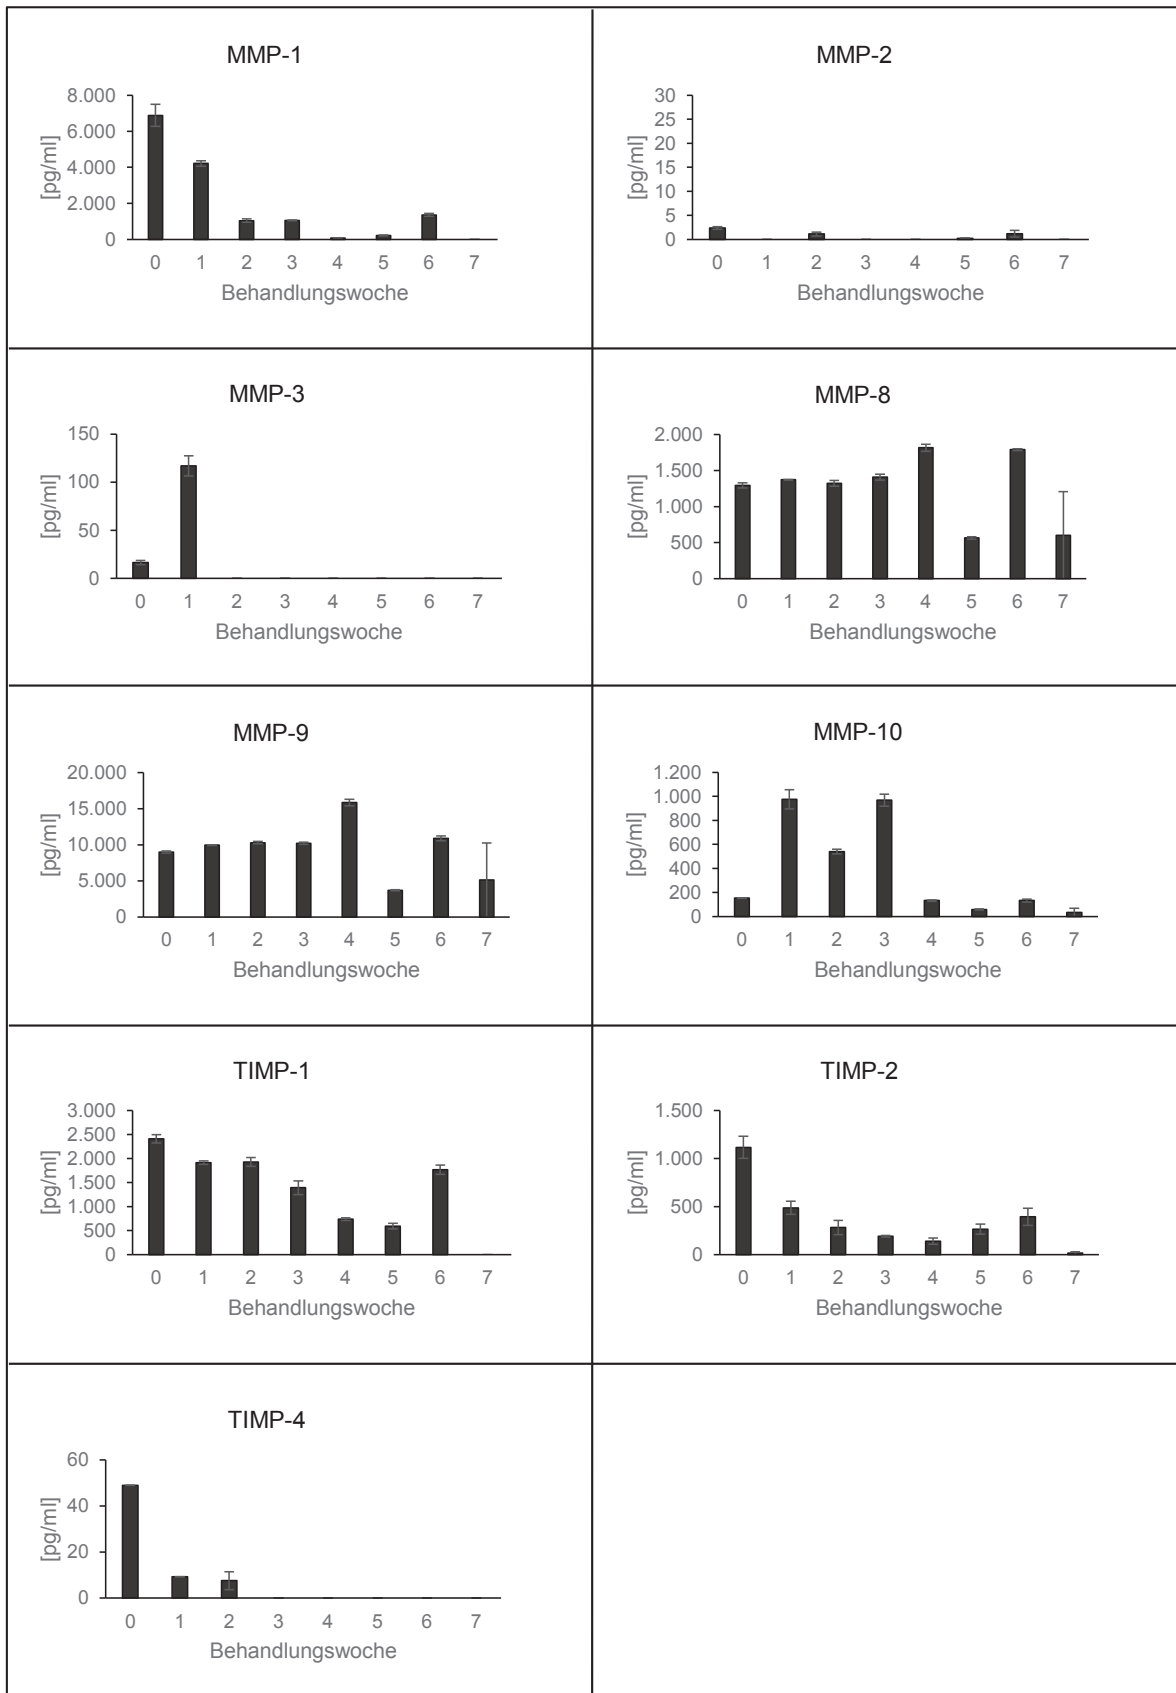 MMP-1
8.000
6.000
4.000
2.000
0
[pg/ml]
0 1 2 3 4 5 6 7
Behandlungswoche
MMP-2
30
25
20
15
10
5
0
[pg/ml]
0 1 2 3 4 5 6 7
Behandlungswoche
MMP-3
150
100
50
0
[pg/ml]
0 1 2 3 4 5 6 7
Behandlungswoche
MMP-8
2.000
1.500
1.000
500
0
[pg/ml]
0 1 2 3 4 5 6 7
Behandlungswoche
MMP-9
20.000
15.000
10.000
5.000
0
[pg/ml]
0 1 2 3 4 5 6 7
Behandlungswoche
MMP-10
1.200
1.000
800
600
400
200
0
[pg/ml]
0 1 2 3 4 5 6 7
Behandlungswoche
TIMP-1
3.000
2.500
2.000
1.500
1.000
500
0
[pg/ml]
0 1 2 3 4 5 6 7
Behandlungswoche
TIMP-2
1.500
1.000
500
0
[pg/ml]
0 1 2 3 4 5 6 7
Behandlungswoche
TIMP-4
60
40
20
0
[pg/ml]
0 1 2 3 4 5 6 7
Behandlungswoche